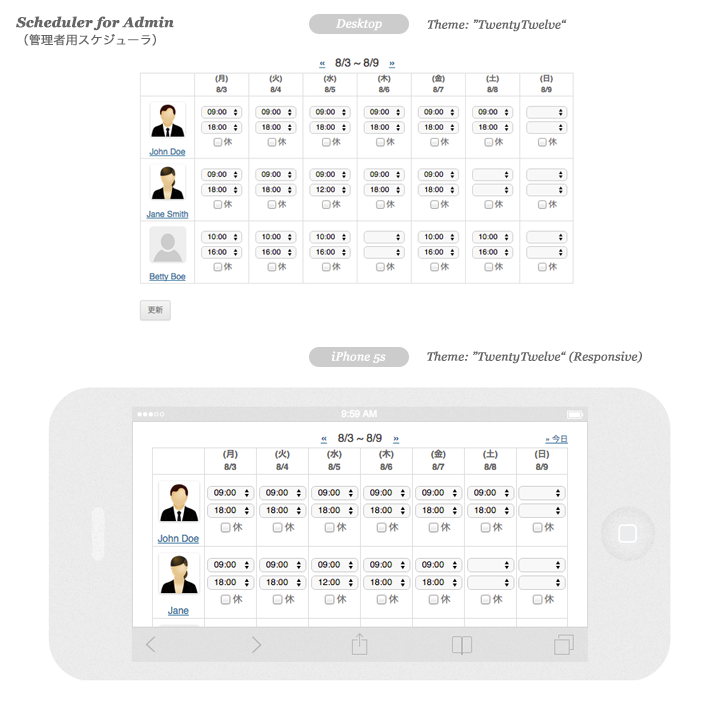 Scheduler for Admin
（管理者用スケジューラ）
Desktop
Theme: ”TwentyTwelve“
« 8/3 ~ 8/9 »
(月) (火) (水) (木) (金) (土) (日)
8/3 8/4 8/5 8/6 8/7 8/8 8/9
09:00 09:00 09:00 09:00 09:00 09:00
18:00 18:00 18:00 18:00 18:00 18:00
休 休 休 休 休 休 休
John Doe
09:00 09:00 09:00 09:00 09:00
18:00 18:00 12:00 18:00 18:00
休 休 休 休 休 休 休
Jane Smith
10:00 10:00 10:00 10:00 10:00
16:00 16:00 16:00 16:00 16:00
休 休 休 休 休 休 休
Betty Boe
更新
iPhone 5s
Theme: ”TwentyTwelve“ (Responsive)
9:59 AM
« 8/3 ~ 8/9 »
» 今日
(月) (火) (水) (木) (金) (土) (日)
8/3 8/4 8/5 8/6 8/7 8/8 8/9
09:00 09:00 09:00 09:00 09:00 09:00
18:00 18:00 18:00 18:00 18:00 18:00
休 休 休 休 休 休 休
John Doe
09:00 09:00 09:00 09:00 09:00
18:00 18:00 12:00 18:00 18:00
休 休 休 休 休 休 休
Jane